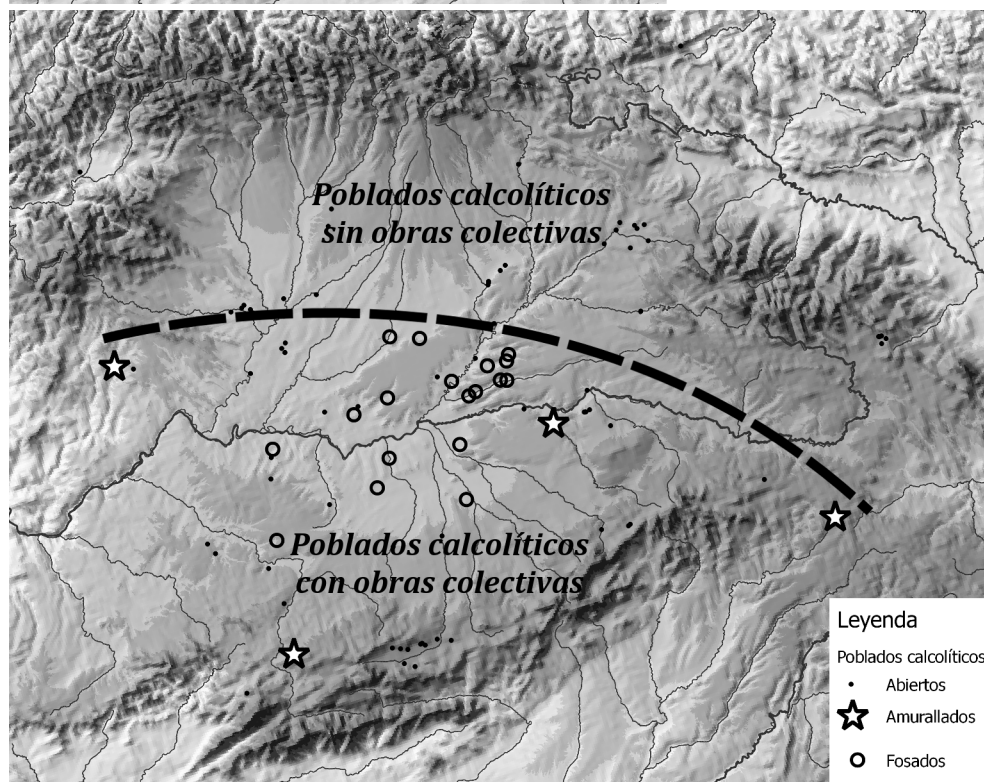 Poblados calcolíticos
sin obras colectivas
Poblados calcolíticos
con obras colectivas
Leyenda
Poblados calcolíticos
Abiertos
Amurallados
Fosados